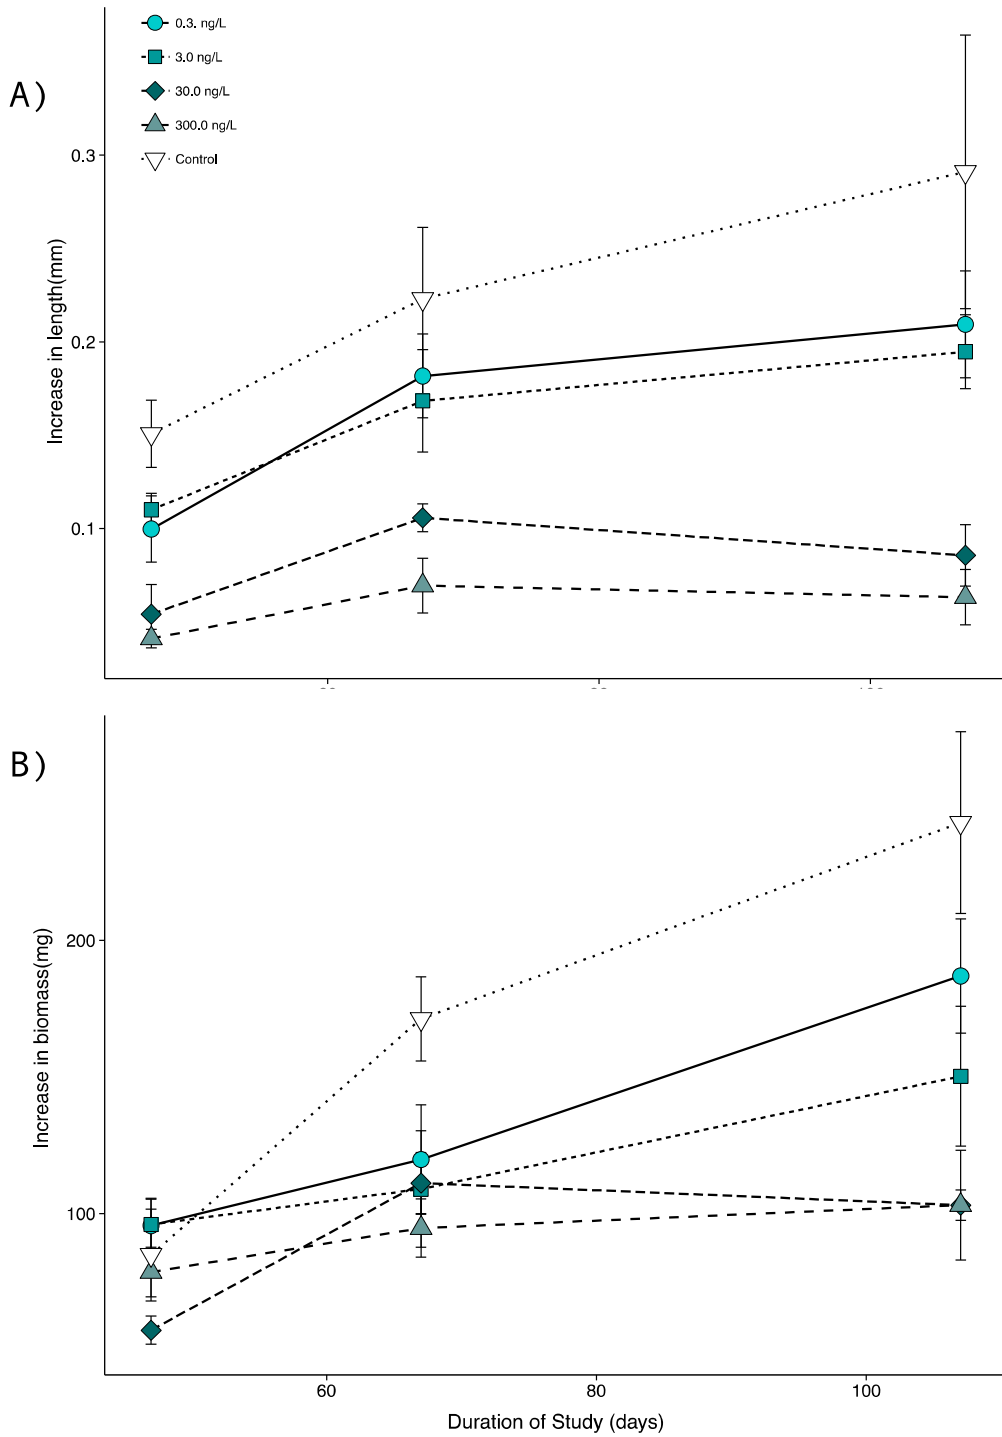 0.3. ng/L
3.0 ng/L
A)
30.0 ng/L
300.0 ng/L
Control
0.3
0.2
0.1
Increase in length(mm)
B)
200
100
Increase in biomass(mg)
60
80
100
Duration of Study (days)